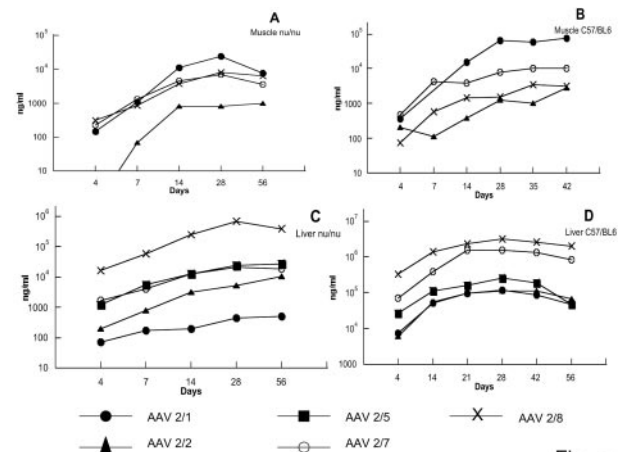 A
Muscle nu/nu
10⁵
10⁴
1000
100
10
ng/ml
4 7 14 28 56
Days
B
Muscle C57/BL6
10⁵
10⁴
1000
100
10
ng/ml
4 7 14 28 35 42
Days
C
Liver nu/nu
10⁶
10⁵
10⁴
1000
100
10
ng/ml
4 7 14 28 56
Days
D
Liver C57/BL6
10⁷
10⁶
10⁵
10⁴
1000
ng/ml
4 14 21 28 42 56
Days
AAV 2/1 AAV 2/5 AAV 2/8
AAV 2/2 AAV 2/7